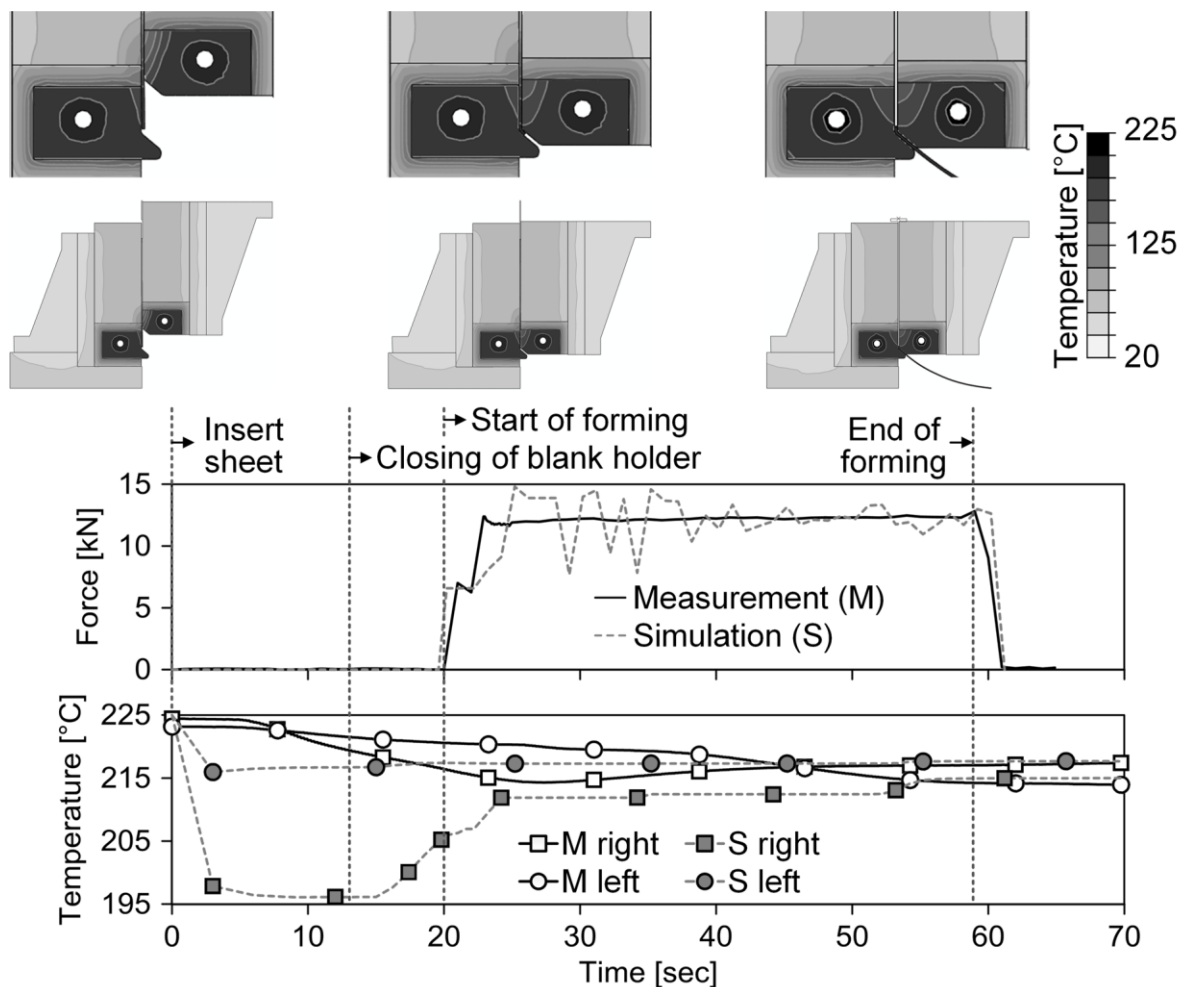 225
125
20
Temperature [°C]
Start of forming
Insert
sheet
Closing of blank holder
End of
forming
15
10
5
0
Force [kN]
Measurement (M)
Simulation (S)
225
215
205
195
Temperature [°C]
M right
S right
M left
S left
0 10 20 30 40 50 60 70
Time [sec]